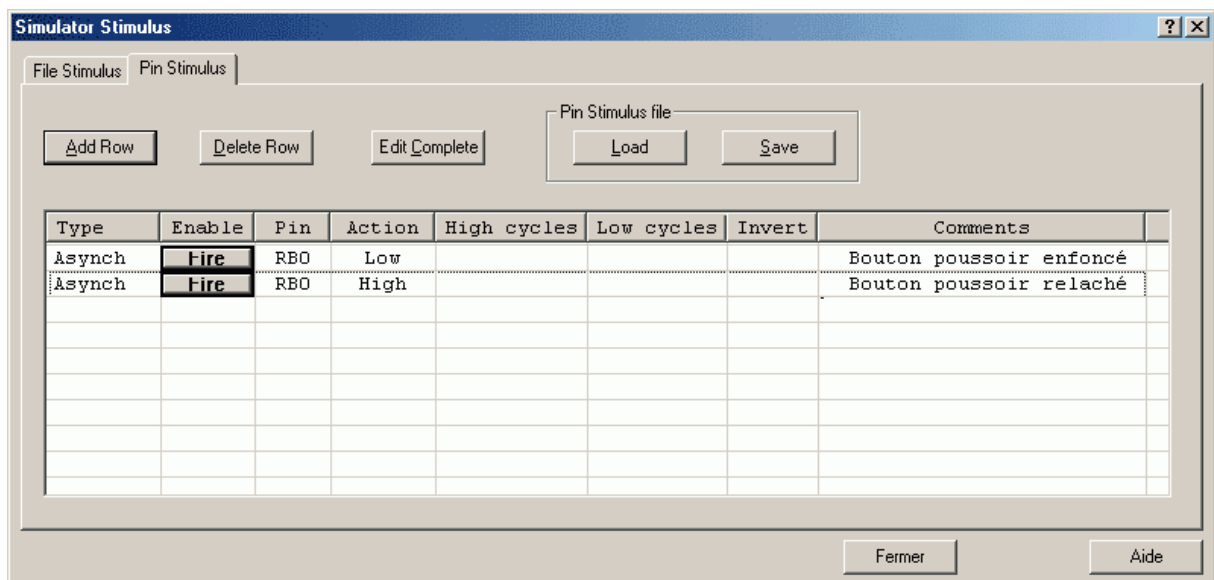 Simulator Stimulus
File Stimulus Pin Stimulus
Pin Stimulus file
Add Row Delete Row Edit Complete Load Save
Type Enable Pin Action High cycles Low cycles Invert Comments
Asynch Fire RB0 Low Bouton poussoir enfoncé
Asynch Fire RB0 High Bouton poussoir relaché
Fermer Aide